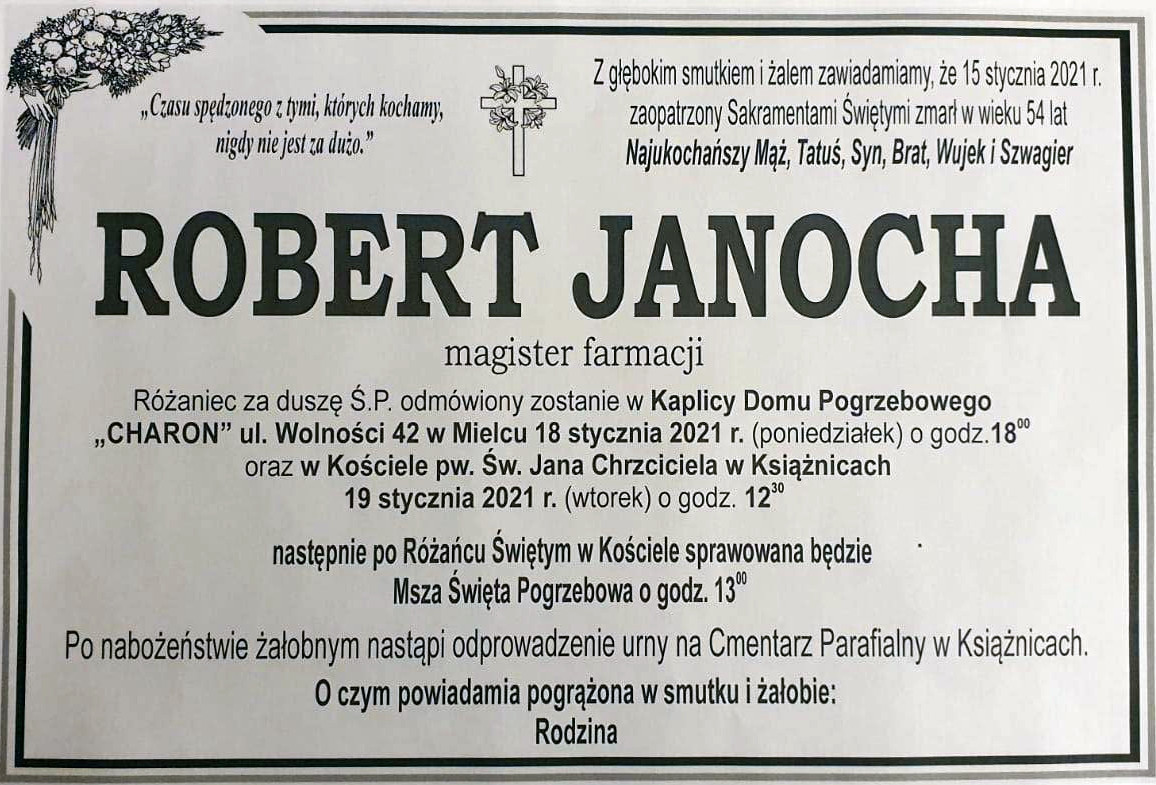 „Czasu spędzonego z tymi, których kochamy,
nigdy nie jest za dużo.”
Z głębokim smutkiem i żalem zawiadamiamy, że 15 stycznia 2021 r.
zaopatrzony Sakramentami Świętymi zmarł w wieku 54 lat
Najukochańszy Mąż, Tatuś, Syn, Brat, Wujek i Szwagier
ROBERT JANOCHA
magister farmacji
Różaniec za duszę Ś.P. odmówiony zostanie w Kaplicy Domu Pogrzebowego
„CHARON” ul. Wolności 42 w Mielcu 18 stycznia 2021 r. (poniedziałek) o godz.18⁰⁰
oraz w Kościele pw. Św. Jana Chrzciciela w Książnicach
19 stycznia 2021 r. (wtorek) o godz. 12³⁰
następnie po Różańcu Świętym w Kościele sprawowana będzie
Msza Święta Pogrzebowa o godz. 13⁰⁰
Po nabożeństwie żałobnym nastąpi odprowadzenie urny na Cmentarz Parafialny w Książnicach.
O czym powiadamia pogrążona w smutku i żałobie:
Rodzina